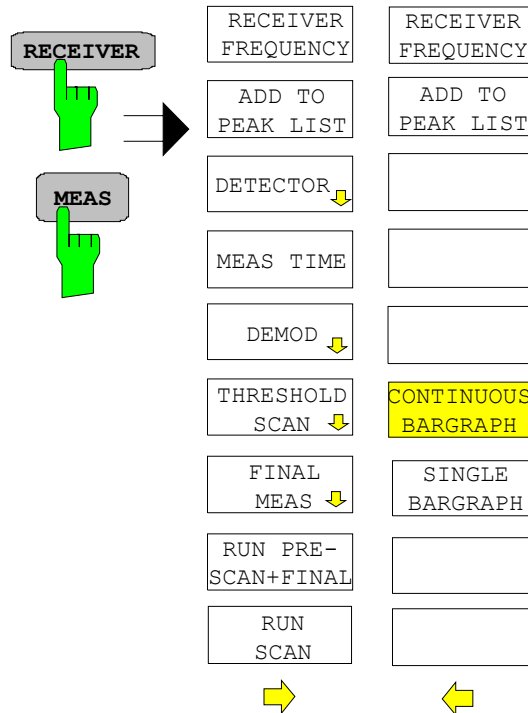 RECEIVER
MEAS
RECEIVER
FREQUENCY
ADD TO
PEAK LIST
DETECTOR
MEAS TIME
DEMOD
THRESHOLD
SCAN
FINAL
MEAS
RUN PRE-
SCAN+FINAL
RUN
SCAN
RECEIVER
FREQUENCY
ADD TO
PEAK LIST
CONTINUOUS
BARGRAPH
SINGLE
BARGRAPH